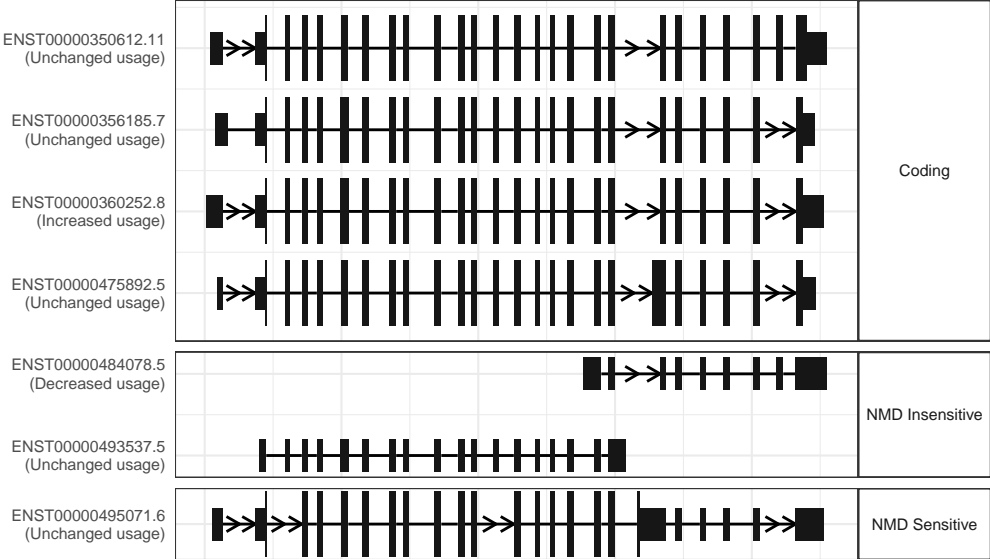 ENST00000350612.11
(Unchanged usage)
ENST00000356185.7
(Unchanged usage)
ENST00000360252.8
(Increased usage)
ENST00000475892.5
(Unchanged usage)
Coding
ENST00000484078.5
(Decreased usage)
ENST00000493537.5
(Unchanged usage)
NMD Insensitive
ENST00000495071.6
(Unchanged usage)
NMD Sensitive